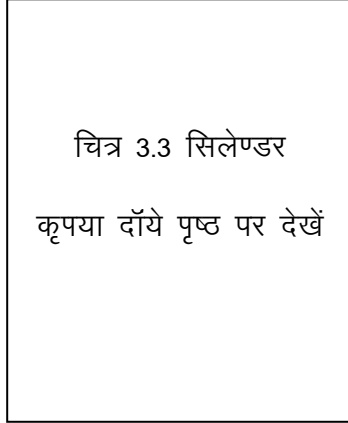 चित्र 3.3 सिलेण्डर
कृपया दॉये पृष्ठ पर देखें